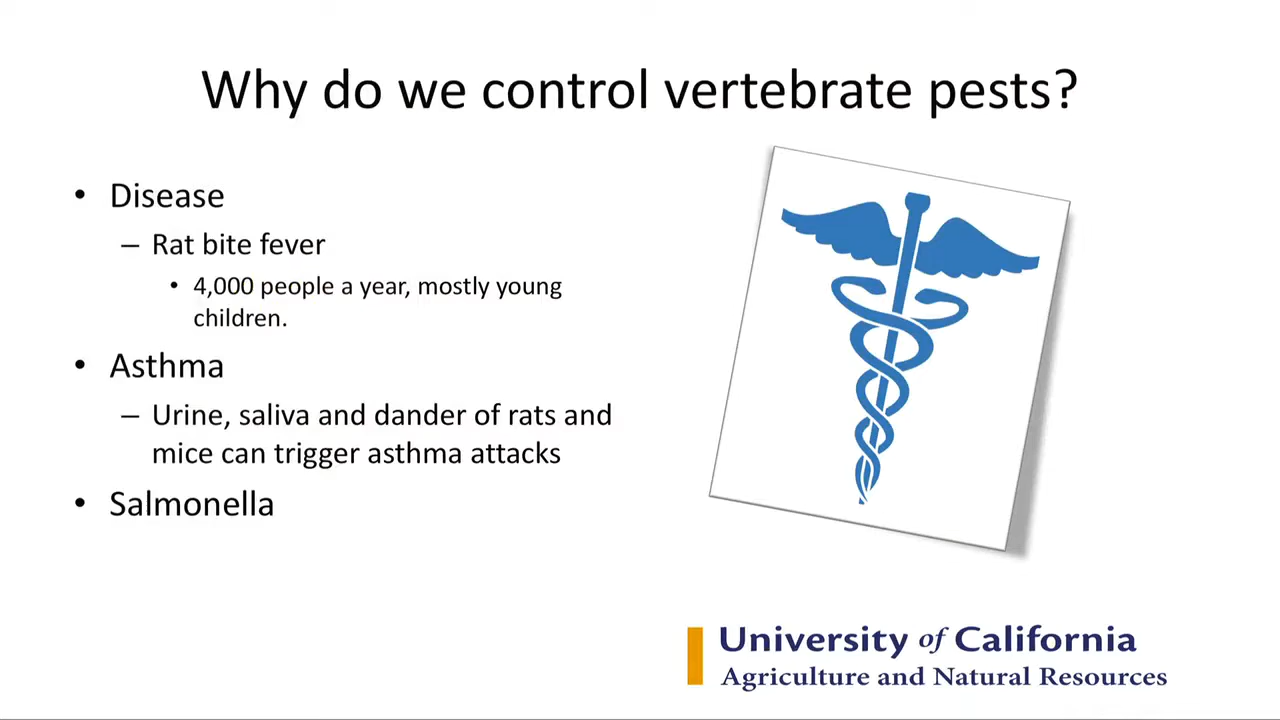 Why do we control vertebrate pests?
• Disease
– Rat bite fever
• 4,000 people a year, mostly young
children.
• Asthma
– Urine, saliva and dander of rats and
mice can trigger asthma attacks
• Salmonella
University of California
Agriculture and Natural Resources